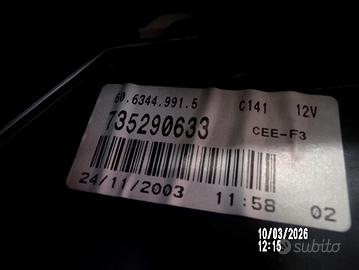 60.6344.991.5 C141 12V
735290633 CEE-F3
24/11/2003 11:58 02
10/03/2026
12:15
subito